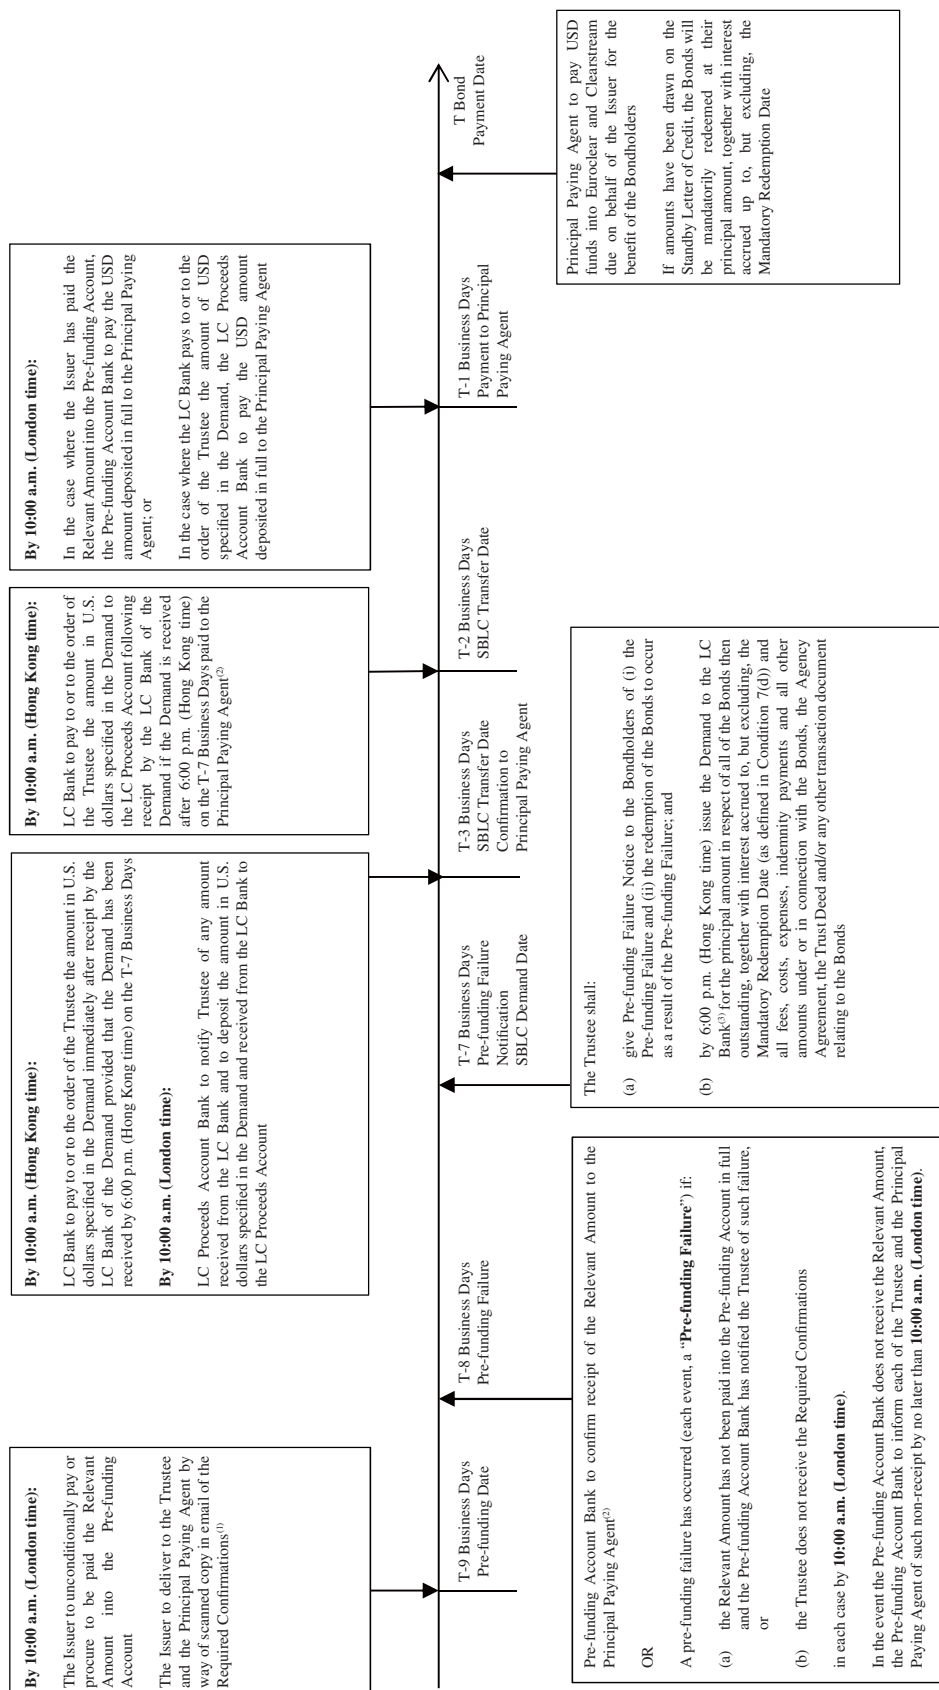 By 10:00 a.m. (London time):
The Issuer to unconditionally pay or
procure to be paid the Relevant
Amount into the Pre-funding
Account
The Issuer to deliver to the Trustee
and the Principal Paying Agent by
way of scanned copy in email of the
Required Confirmations(1)
By 10:00 a.m. (Hong Kong time):
LC Bank to pay to or to the order of the Trustee the amount in U.S.
dollars specified in the Demand immediately after receipt by the
LC Bank of the Demand provided that the Demand has been
received by 6:00 p.m. (Hong Kong time) on the T-7 Business Days
By 10:00 a.m. (London time):
LC Proceeds Account Bank to notify Trustee of any amount
received from the LC Bank and to deposit the amount in U.S.
dollars specified in the Demand and received from the LC Bank to
the LC Proceeds Account
By 10:00 a.m. (Hong Kong time):
LC Bank to pay to or to the order of
the Trustee the amount in U.S.
dollars specified in the Demand to
the LC Proceeds Account following
receipt by the LC Bank of the
Demand if the Demand is received
after 6:00 p.m. (Hong Kong time)
on the T-7 Business Days paid to the
Principal Paying Agent(2)
By 10:00 a.m. (London time):
In the case where the Issuer has paid the
Relevant Amount into the Pre-funding Account,
the Pre-funding Account Bank to pay the USD
amount deposited in full to the Principal Paying
Agent; or
In the case where the LC Bank pays to or to the
order of the Trustee the amount of USD
specified in the Demand, the LC Proceeds
Account Bank to pay the USD amount
deposited in full to the Principal Paying Agent
T-9 Business Days
Pre-funding Date
T-8 Business Days
Pre-funding Failure
T-7 Business Days
Pre-funding Failure
Notification
SBLC Demand Date
T-3 Business Days
SBLC Transfer Date
Confirmation to
Principal Paying Agent
T-2 Business Days
SBLC Transfer Date
T-1 Business Days
Payment to Principal
Paying Agent
T Bond
Payment Date
Pre-funding Account Bank to confirm receipt of the Relevant Amount to the
Principal Paying Agent(2)
OR
A pre-funding failure has occurred (each event, a “Pre-funding Failure”) if:
(a) the Relevant Amount has not been paid into the Pre-funding Account in full
and the Pre-funding Account Bank has notified the Trustee of such failure,
or
(b) the Trustee does not receive the Required Confirmations
in each case by 10:00 a.m. (London time).
In the event the Pre-funding Account Bank does not receive the Relevant Amount,
the Pre-funding Account Bank to inform each of the Trustee and the Principal
Paying Agent of such non-receipt by no later than 10:00 a.m. (London time).
The Trustee shall:
(a) give Pre-funding Failure Notice to the Bondholders of (i) the
Pre-funding Failure and (ii) the redemption of the Bonds to occur
as a result of the Pre-funding Failure; and
(b) by 6:00 p.m. (Hong Kong time) issue the Demand to the LC
Bank(3) for the principal amount in respect of all of the Bonds then
outstanding, together with interest accrued to, but excluding, the
Mandatory Redemption Date (as defined in Condition 7(d)) and
all fees, costs, expenses, indemnity payments and all other
amounts under or in connection with the Bonds, the Agency
Agreement, the Trust Deed and/or any other transaction document
relating to the Bonds
Principal Paying Agent to pay USD
funds into Euroclear and Clearstream
due on behalf of the Issuer for the
benefit of the Bondholders
If amounts have been drawn on the
Standby Letter of Credit, the Bonds will
be mandatorily redeemed at their
principal amount, together with interest
accrued up to, but excluding, the
Mandatory Redemption Date